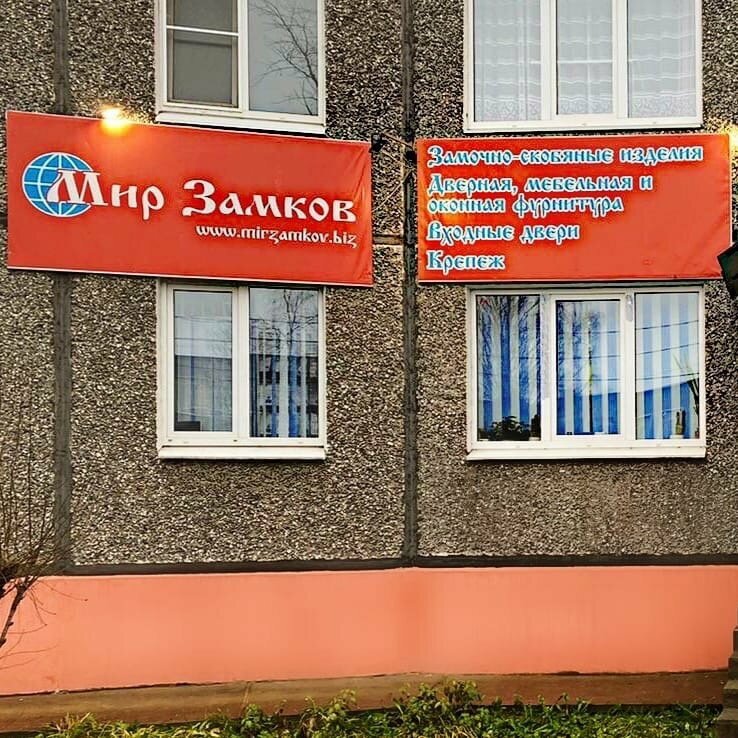 Мир Замков
www.mirzamkov.biz
Замочно-скобяные изделия
Дверная, мебельная и
оконная фурнитура
Входные двери
Крепеж